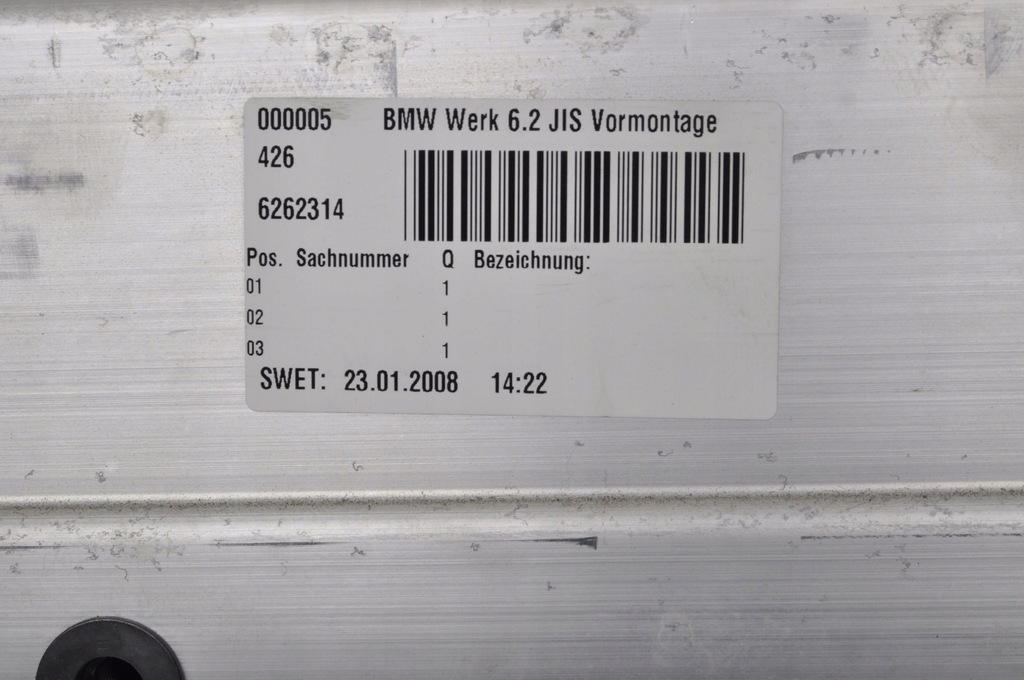 000005 BMW Werk 6.2 JIS Vormontage
426
6262314
Pos. Sachnummer Q Bezeichnung:
01 1
02 1
03 1
SWET: 23.01.2008 14:22